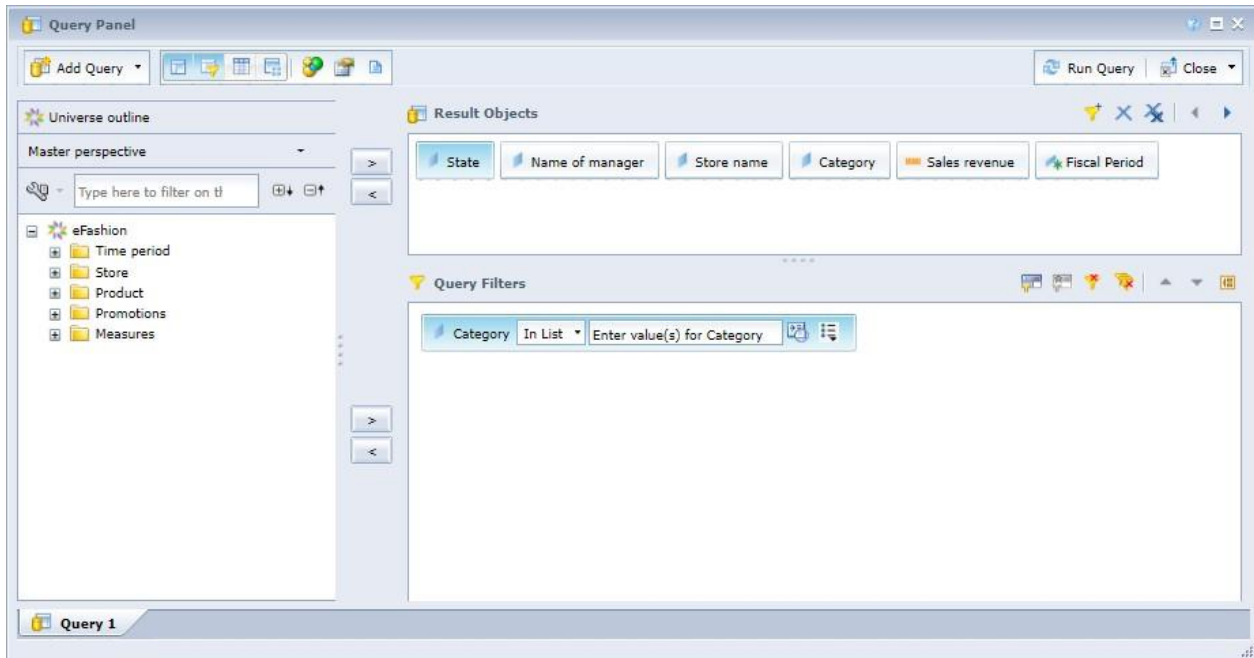 Query Panel
Add Query
Run Query
Close
Universe outline
Master perspective
Type here to filter on tl
eFashion
Time period
Store
Product
Promotions
Measures
>
<
>
<
Result Objects
State
Name of manager
Store name
Category
Sales revenue
Fiscal Period
Query Filters
Category In List Enter value(s) for Category
Query 1